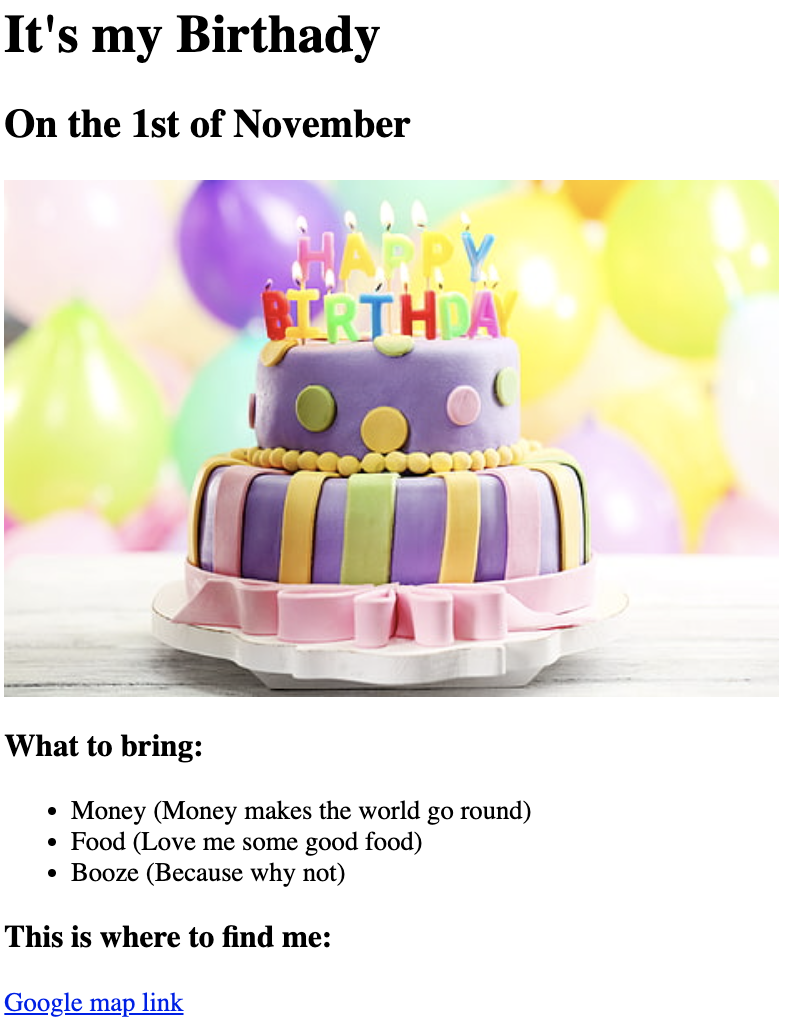 It's my Birthady
On the 1st of November
HAPPY
BIRTHDAY
What to bring:
Money (Money makes the world go round)
Food (Love me some good food)
Booze (Because why not)
This is where to find me:
Google map link